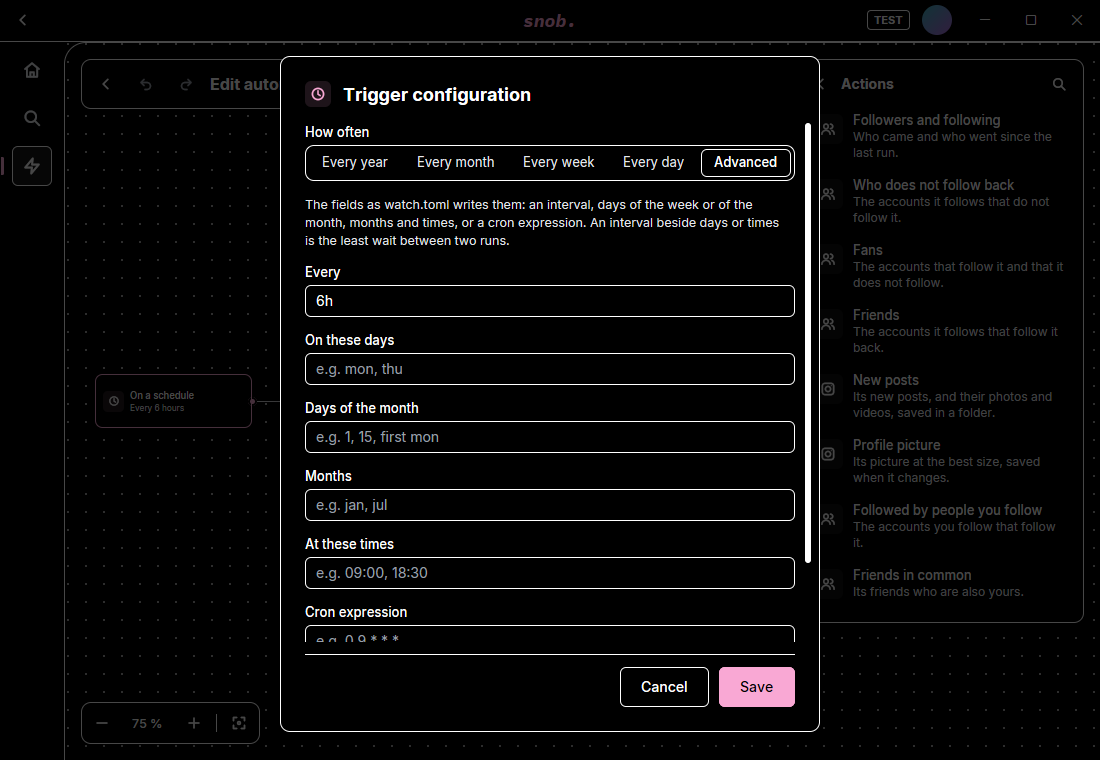 snob.
TEST
Edit auto
Trigger configuration
How often
Every year
Every month
Every week
Every day
Advanced
The fields as watch.toml writes them: an interval, days of the week or of the
month, months and times, or a cron expression. An interval beside days or times
is the least wait between two runs.
Every
6h
On these days
e.g. mon, thu
Days of the month
e.g. 1, 15, first mon
Months
e.g. jan, jul
At these times
e.g. 09:00, 18:30
Cron expression
e.g. 0 9 * * *
Cancel
Save
On a schedule
Every 6 hours
75 %
Actions
Followers and following
Who came and who went since the
last run.
Who does not follow back
The accounts it follows that do not
follow it.
Fans
The accounts that follow it and that it
does not follow.
Friends
The accounts it follows that follow it
back.
New posts
Its new posts, and their photos and
videos, saved in a folder.
Profile picture
Its picture at the best size, saved
when it changes.
Followed by people you follow
The accounts you follow that follow
it.
Friends in common
Its friends who are also yours.